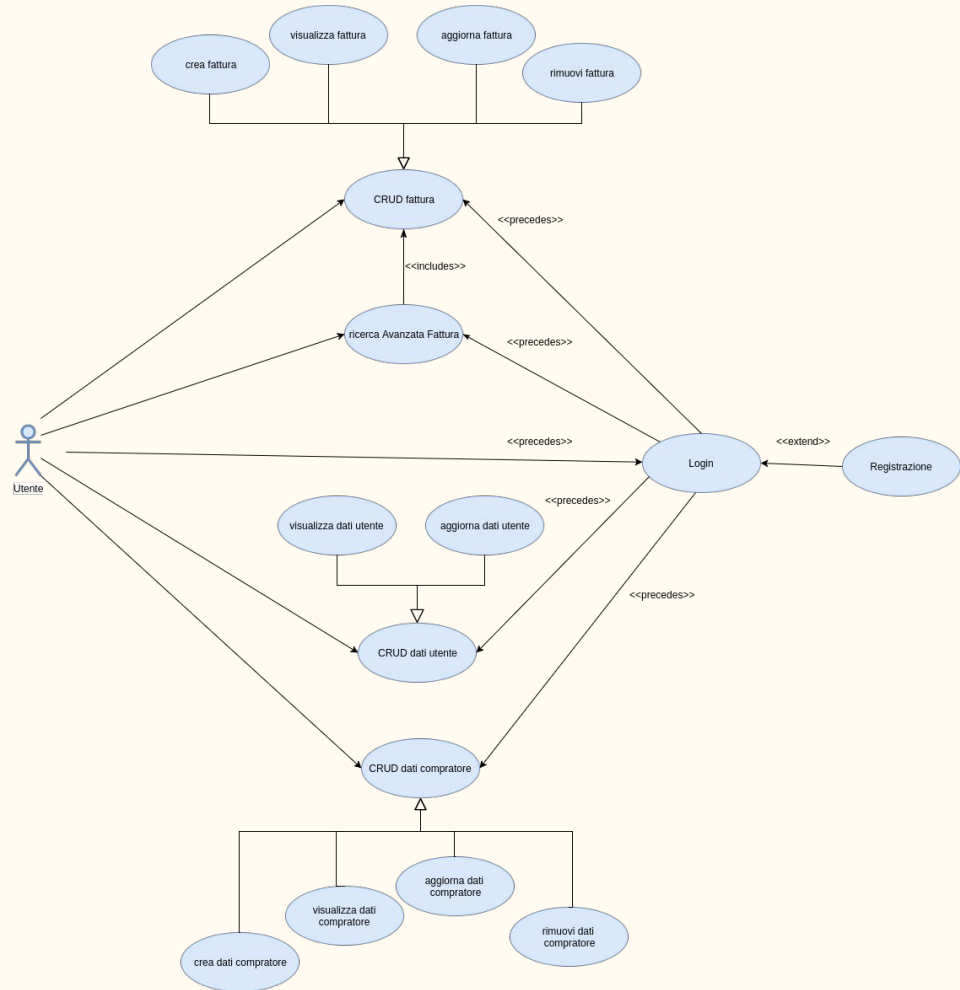 visualizza fattura
aggiorna fattura
crea fattura
rimuovi fattura
CRUD fattura
<<precedes>>
<<includes>>
ricerca Avanzata Fattura
<<precedes>>
<<precedes>>
<<extend>>
Login
Registrazione
Utente
<<precedes>>
visualizza dati utente
aggiorna dati utente
<<precedes>>
CRUD dati utente
CRUD dati compratore
aggiorna dati
compratore
visualizza dati
compratore
rimuovi dati
compratore
crea dati compratore